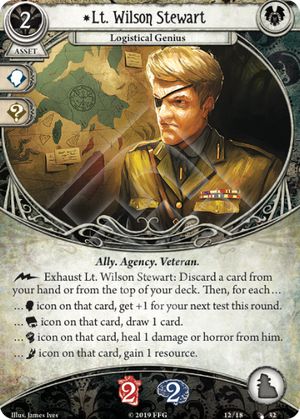 2
*Lt. Wilson Stewart
Logistical Genius
ASSET
?
Ally. Agency. Veteran.
Exhaust Lt. Wilson Stewart: Discard a card from
your hand or from the top of your deck. Then, for each…
… icon on that card, get +1 for your next test this round.
… icon on that card, draw 1 card.
… ? icon on that card, heal 1 damage or horror from him.
… icon on that card, gain 1 resource.
2 2
Illus. James Ives © 2019 FFG 12/18 82